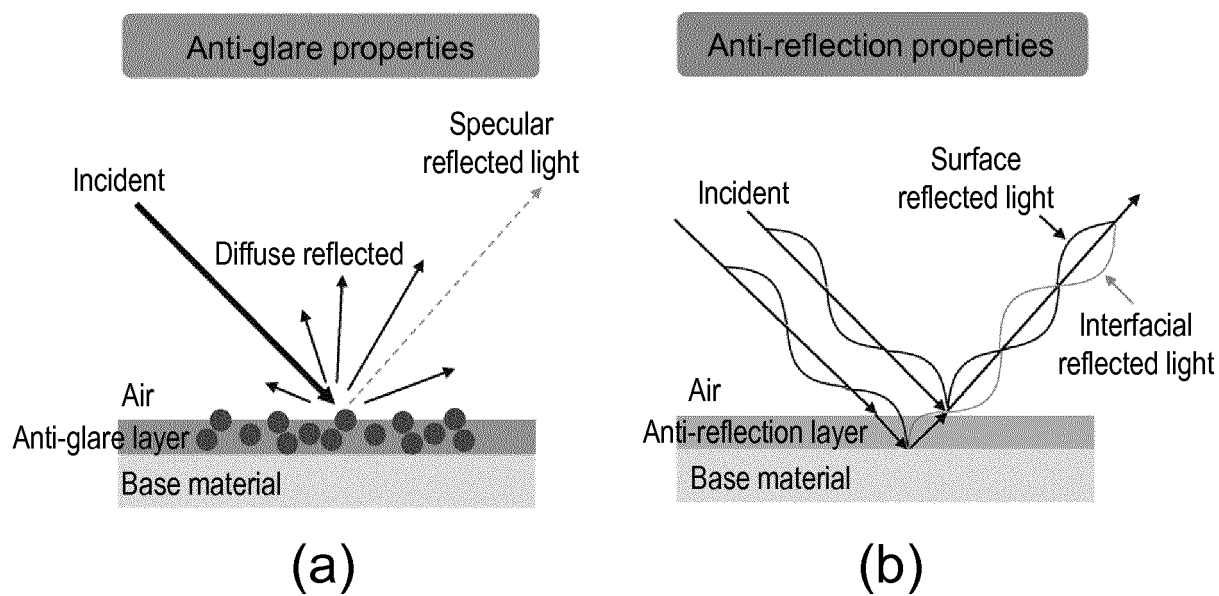 Anti-glare properties
Specular
reflected light
Incident
Diffuse reflected
Air
Anti-glare layer
Base material
(a)
Anti-reflection properties
Surface
reflected light
Incident
Interfacial
reflected light
Air
Anti-reflection layer
Base material
(b)